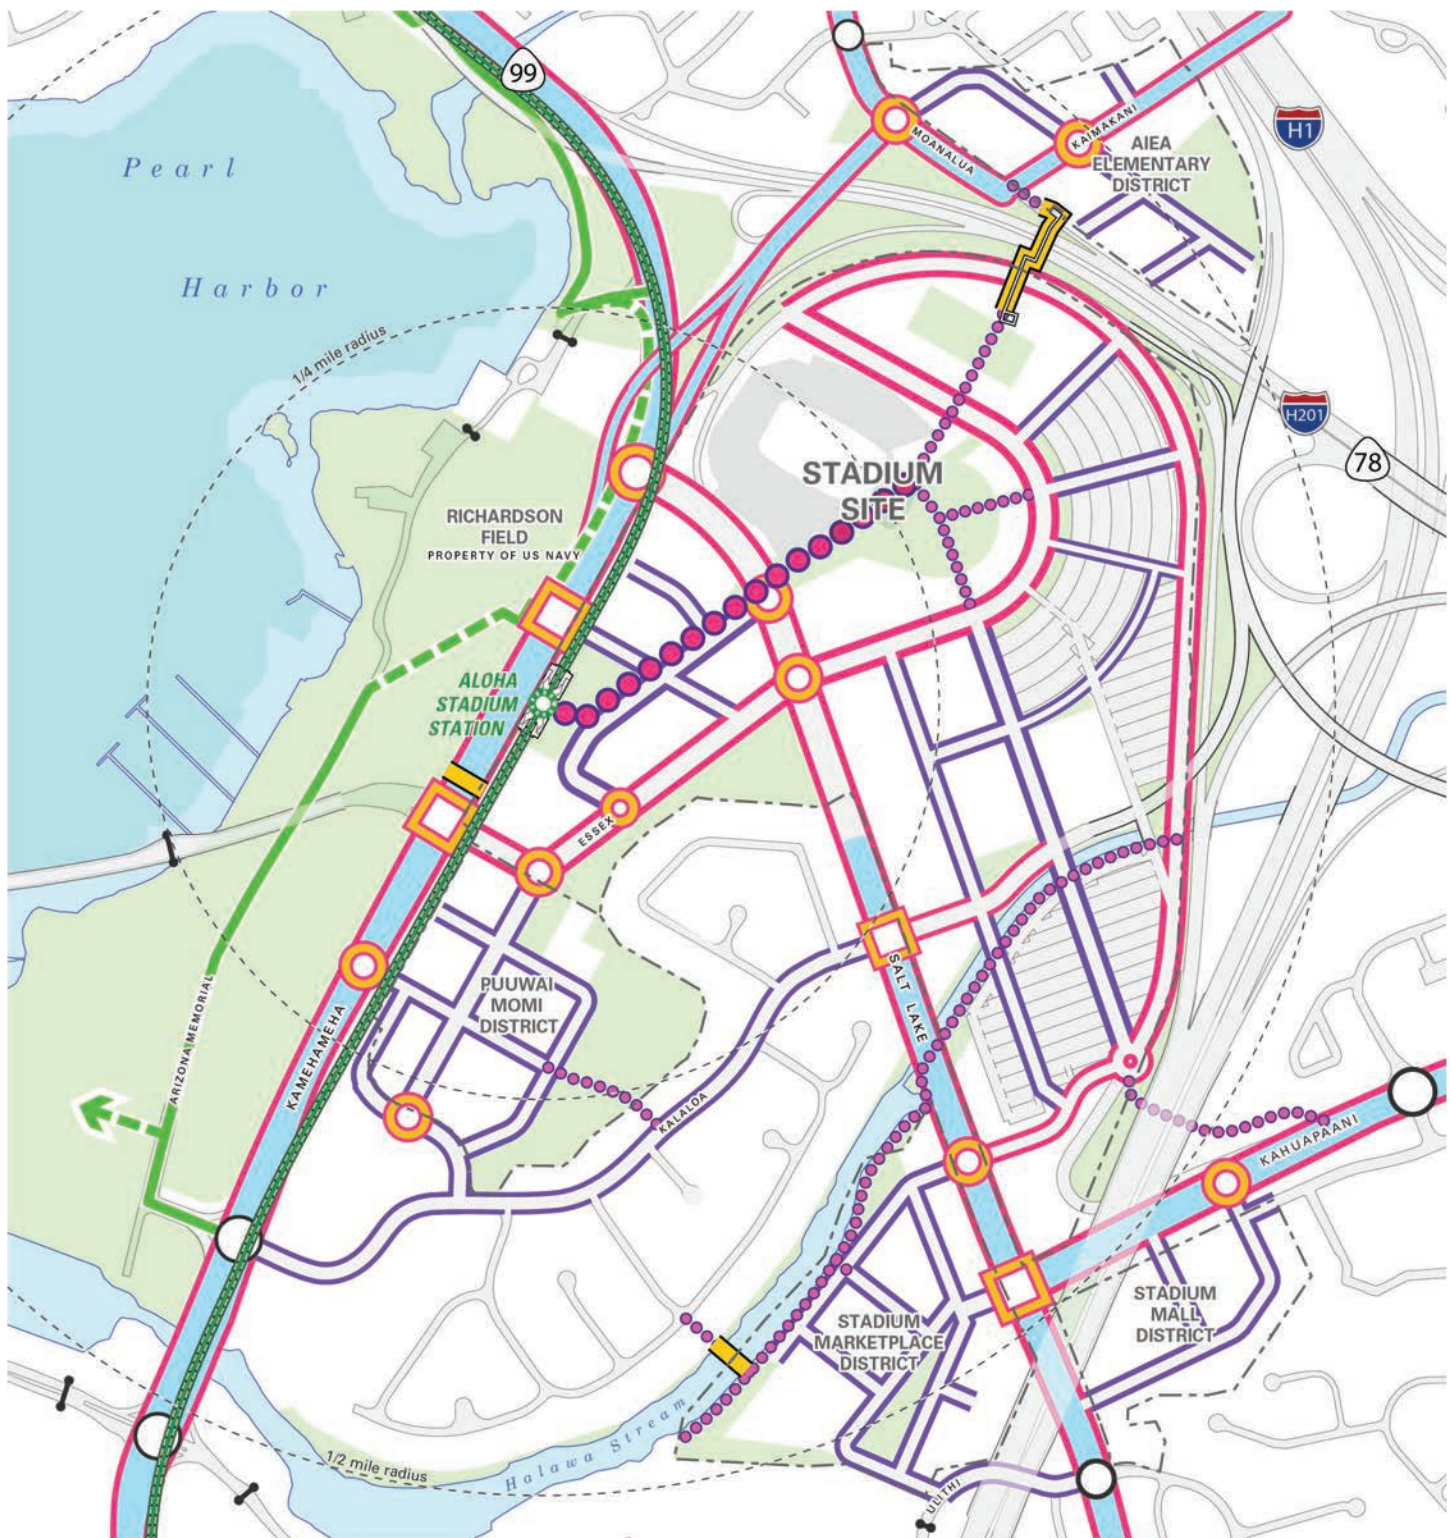 99
H1
MOANALUA
KAIMAKANI
AIEA
ELEMENTARY
DISTRICT
Pearl
Harbor
1/4 mile radius
H201
78
STADIUM
SITE
RICHARDSON
FIELD
PROPERTY OF US NAVY
ALOHA
STADIUM
STATION
ESSEX
SALT LAKE
PUUWAI
MOMI
DISTRICT
ARIZONA MEMORIAL
KAMEHAMEHA
KALALOA
KAHUAPAANI
STADIUM
MALL
DISTRICT
STADIUM
MARKETPLACE
DISTRICT
Halawa Stream
1/2 mile radius
ULITHI